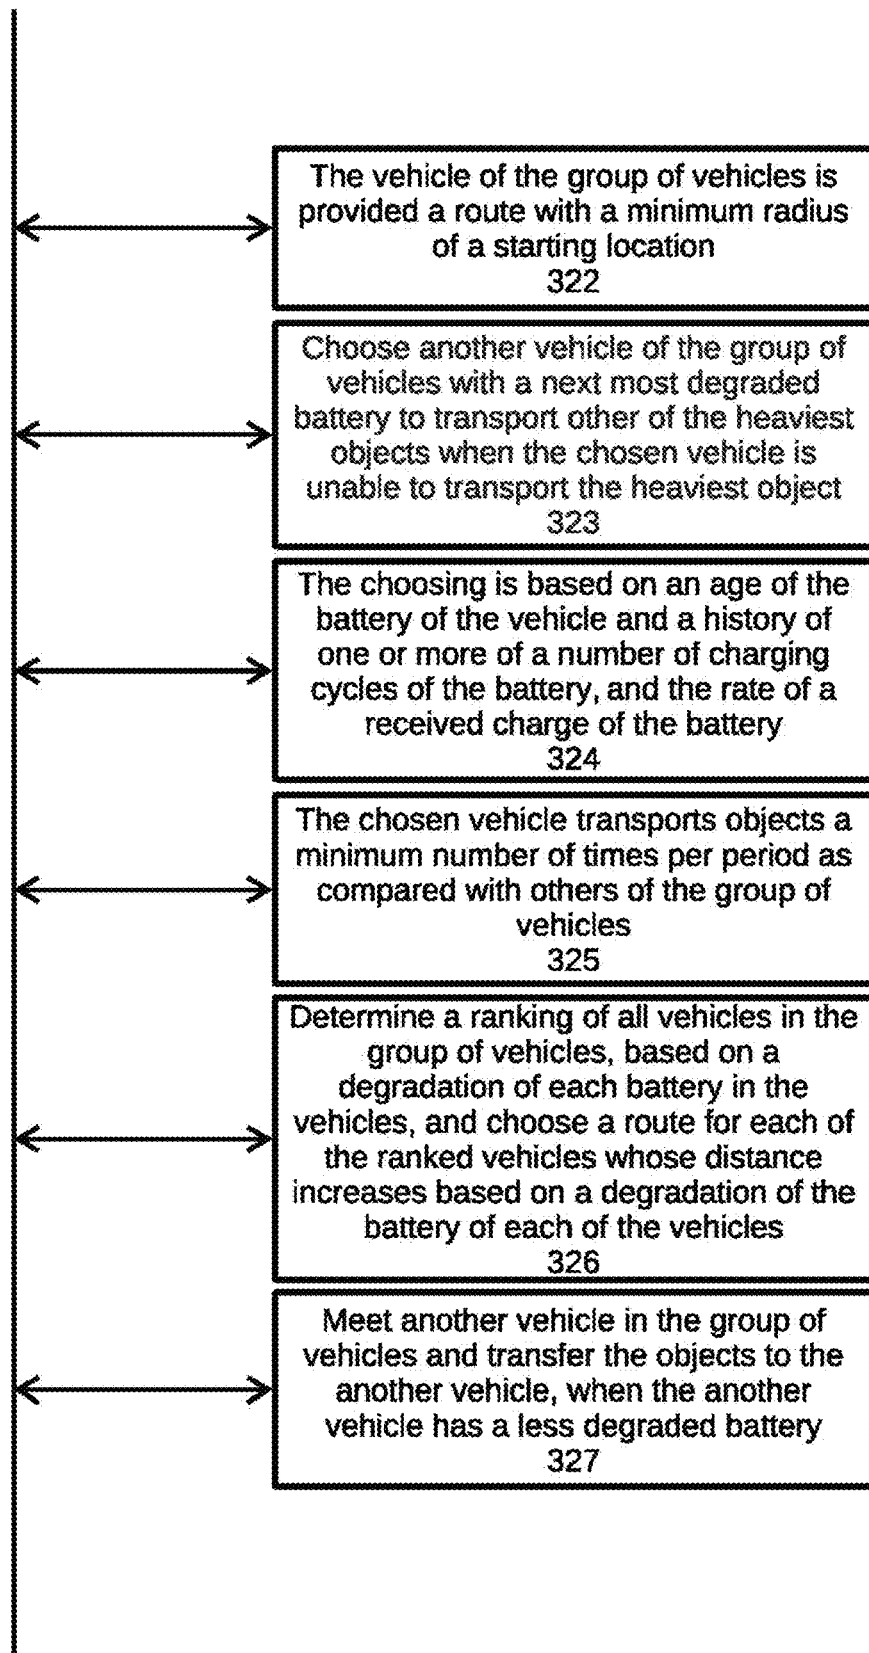 The vehicle of the group of vehicles is
provided a route with a minimum radius
of a starting location
322
Choose another vehicle of the group of
vehicles with a next most degraded
battery to transport other of the heaviest
objects when the chosen vehicle is
unable to transport the heaviest object
323
The choosing is based on an age of the
battery of the vehicle and a history of
one or more of a number of charging
cycles of the battery, and the rate of a
received charge of the battery
324
The chosen vehicle transports objects a
minimum number of times per period as
compared with others of the group of
vehicles
325
Determine a ranking of all vehicles in the
group of vehicles, based on a
degradation of each battery in the
vehicles, and choose a route for each of
the ranked vehicles whose distance
increases based on a degradation of the
battery of each of the vehicles
326
Meet another vehicle in the group of
vehicles and transfer the objects to the
another vehicle, when the another
vehicle has a less degraded battery
327